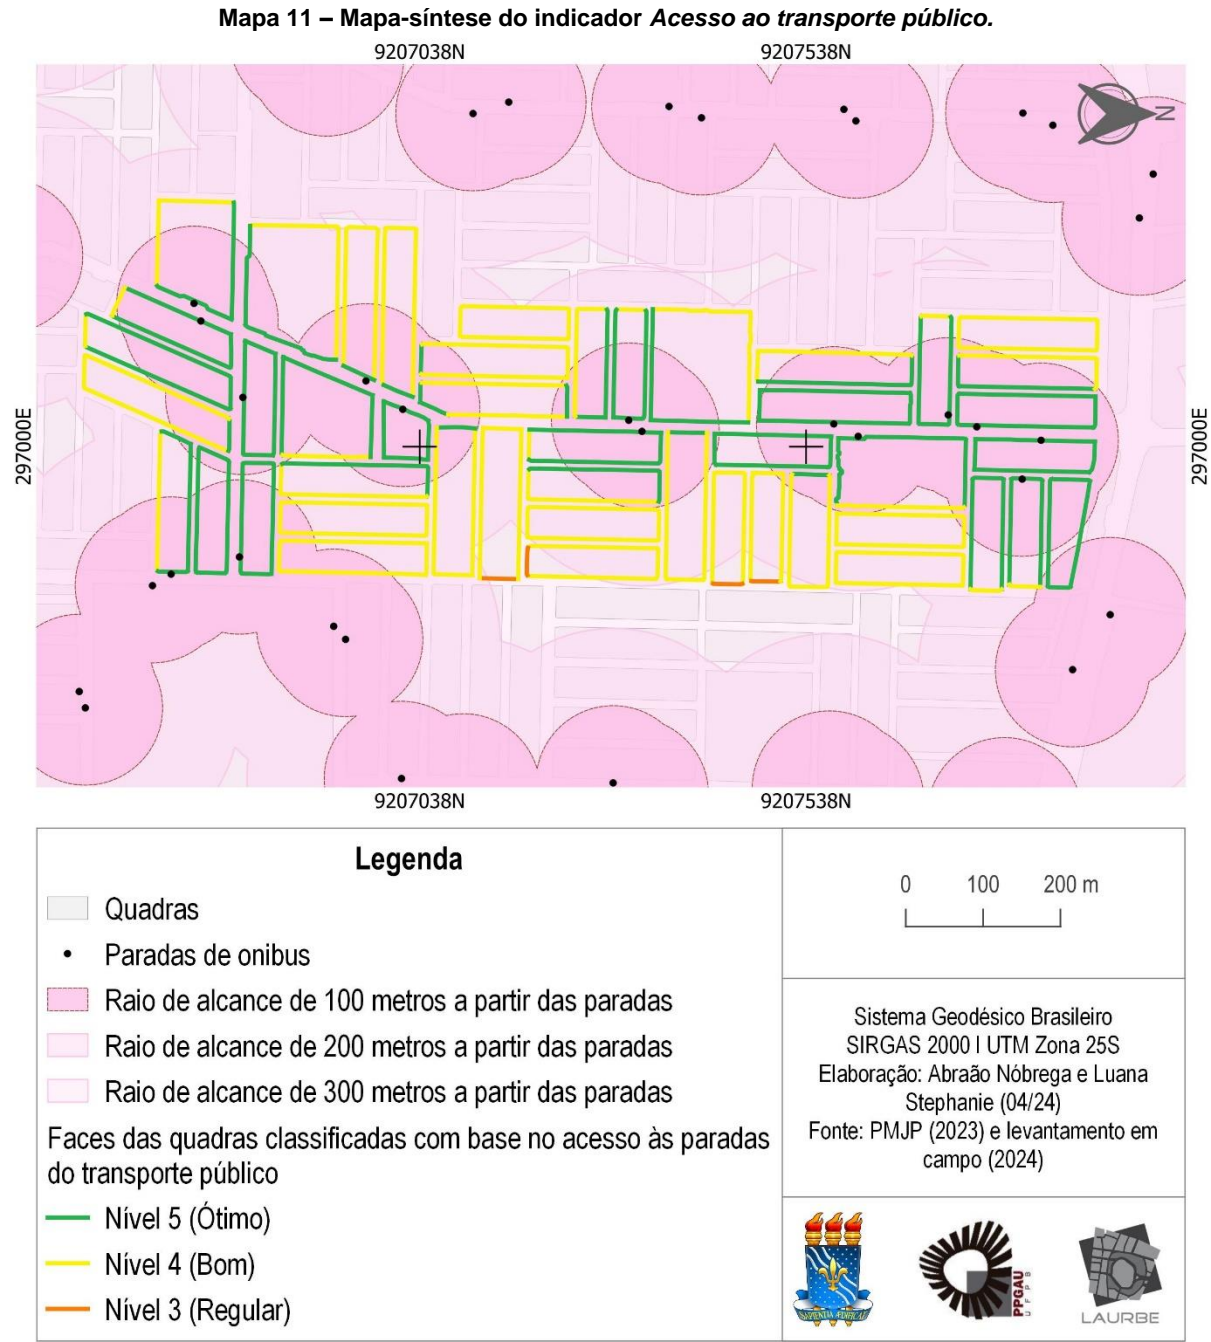 Mapa 11 – Mapa-síntese do indicador Acesso ao transporte público.
9207038N 9207538N
N
297000E 297000E
9207038N 9207538N
Legenda
Quadras
Paradas de onibus
Raio de alcance de 100 metros a partir das paradas
Raio de alcance de 200 metros a partir das paradas
Raio de alcance de 300 metros a partir das paradas
Faces das quadras classificadas com base no acesso às paradas
do transporte público
Nível 5 (Ótimo)
Nível 4 (Bom)
Nível 3 (Regular)
0 100 200 m
Sistema Geodésico Brasileiro
SIRGAS 2000 I UTM Zona 25S
Elaboração: Abraão Nóbrega e Luana
Stephanie (04/24)
Fonte: PMJP (2023) e levantamento em
campo (2024)
SAPIENTIA ÆDIFICAT
PPGAU
UFPB
LAURBE